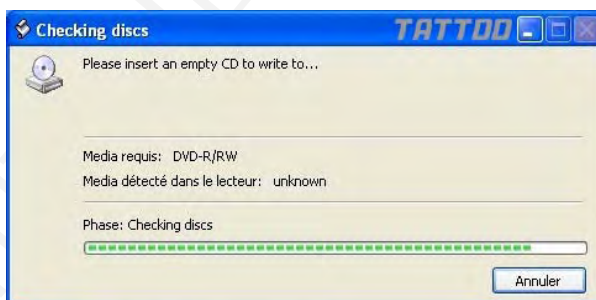 Checking discs
TATTOO
Please insert an empty CD to write to...
Media requis: DVD-R/RW
Media détecté dans le lecteur: unknown
Phase: Checking discs
Annuler